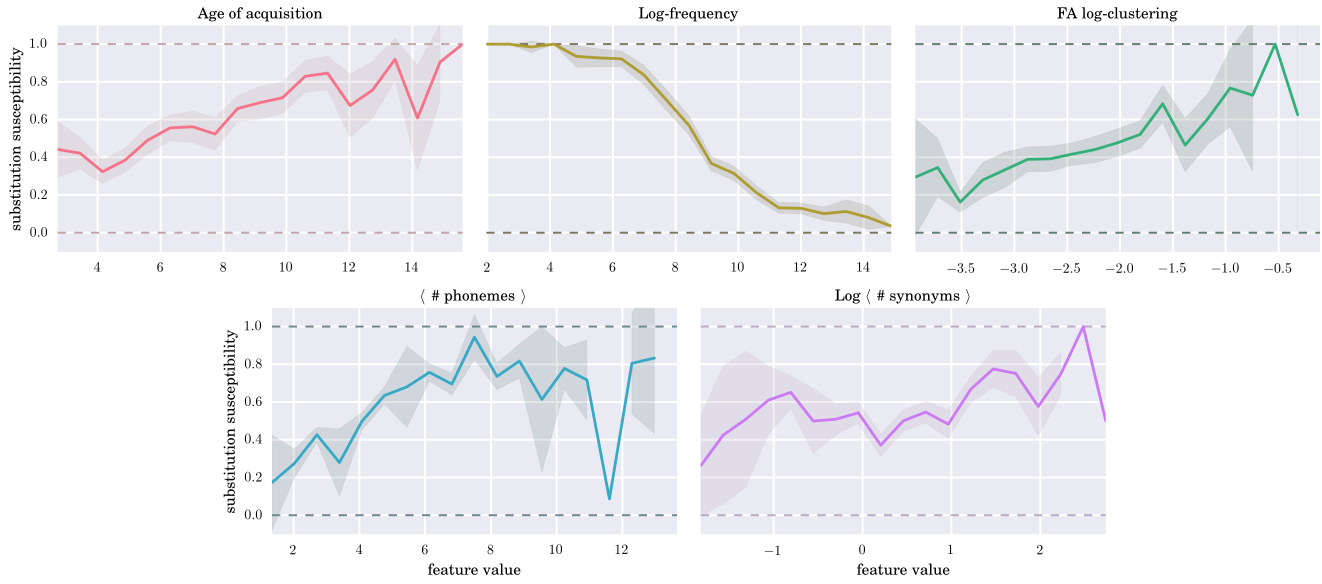 Age of acquisition
Log-frequency
FA log-clustering
substitution susceptibility
1.0
0.8
0.6
0.4
0.2
0.0
4 6 8 10 12 14
2 4 6 8 10 12 14
−3.5 −3.0 −2.5 −2.0 −1.5 −1.0 −0.5
⟨ # phonemes ⟩
Log ⟨ # synonyms ⟩
substitution susceptibility
1.0
0.8
0.6
0.4
0.2
0.0
2 4 6 8 10 12
−1 0 1 2
feature value
feature value